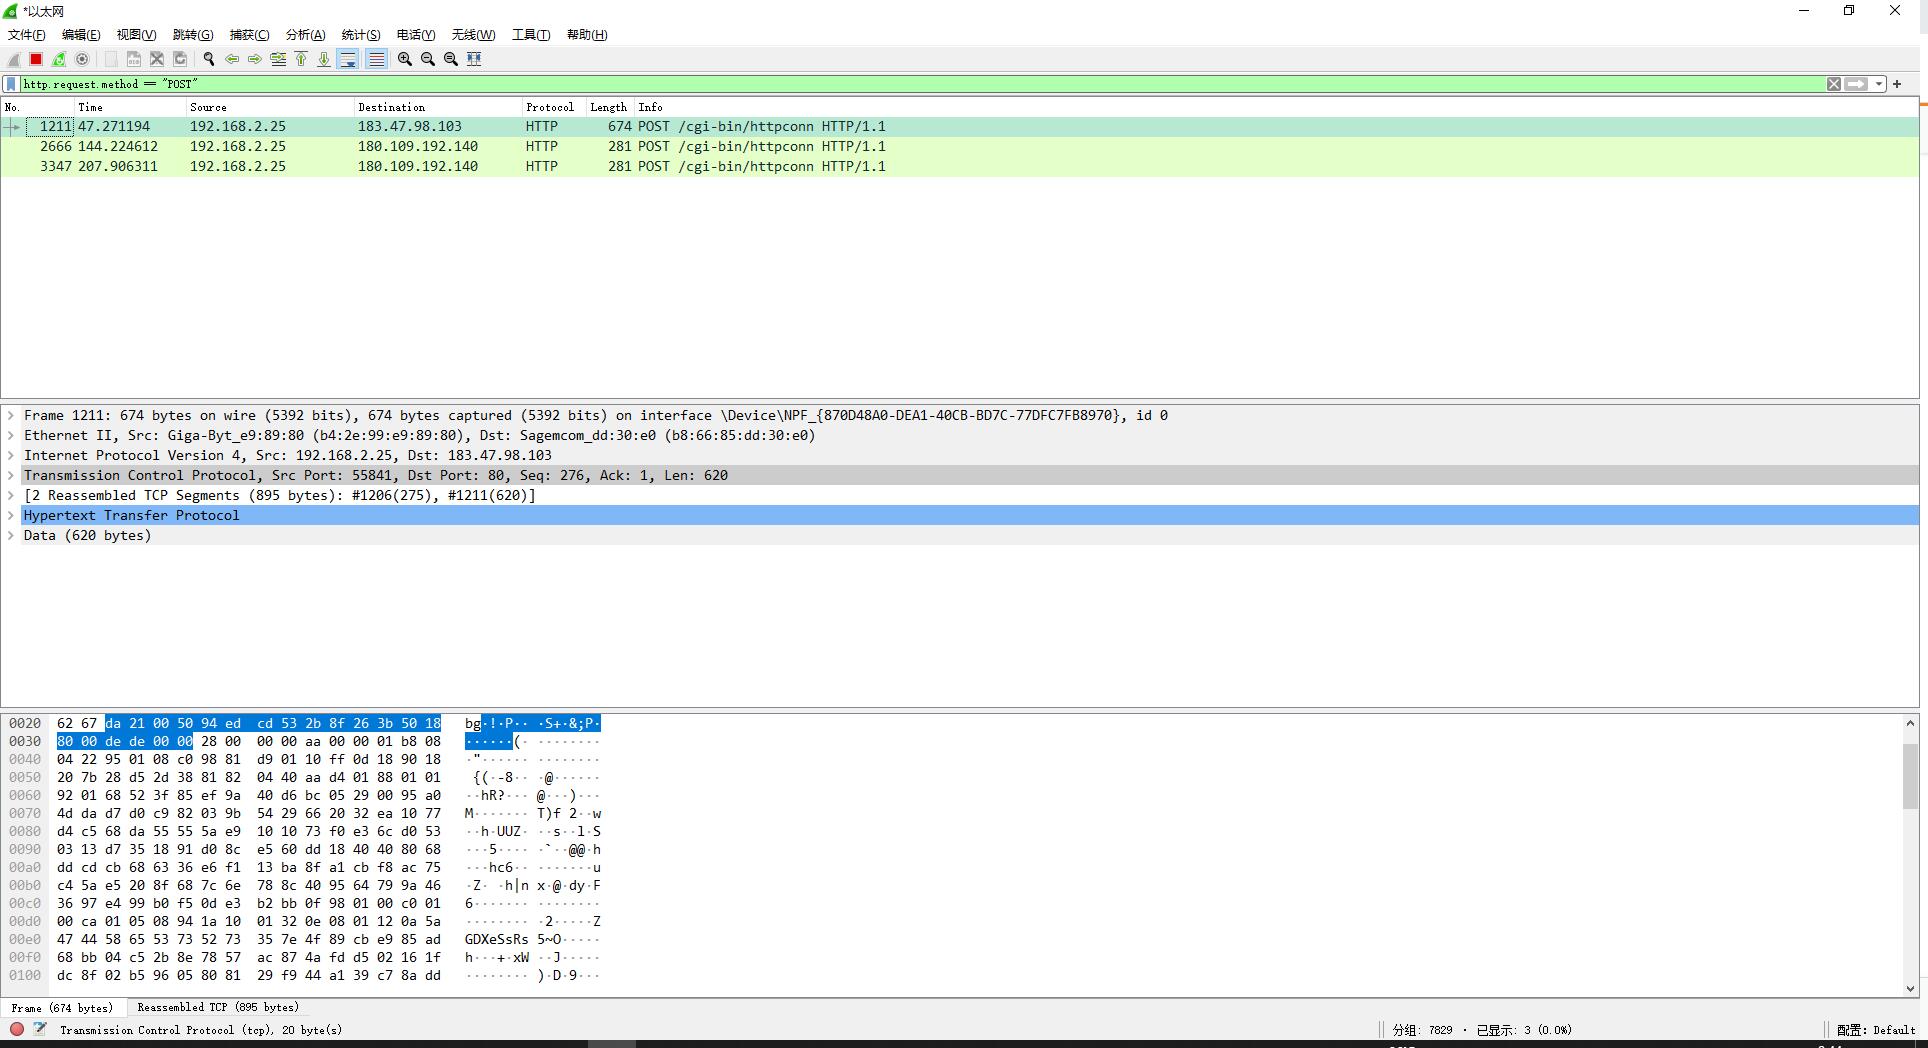 *以太网
文件(F) 编辑(E) 视图(V) 跳转(G) 捕获(C) 分析(A) 统计(S) 电话(Y) 无线(W) 工具(T) 帮助(H)
http.request.method == "POST"
No. Time Source Destination Protocol Length Info
1211 47.271194 192.168.2.25 183.47.98.103 HTTP 674 POST /cgi-bin/httpconn HTTP/1.1
2666 144.224612 192.168.2.25 180.109.192.140 HTTP 281 POST /cgi-bin/httpconn HTTP/1.1
3347 207.906311 192.168.2.25 180.109.192.140 HTTP 281 POST /cgi-bin/httpconn HTTP/1.1
Frame 1211: 674 bytes on wire (5392 bits), 674 bytes captured (5392 bits) on interface \Device\NPF_{870D48A0-DEA1-40CB-BD7C-77DFC7FB8970}, id 0
Ethernet II, Src: Giga-Byt_e9:89:80 (b4:2e:99:e9:89:80), Dst: Sagemcom_dd:30:e0 (b8:66:85:dd:30:e0)
Internet Protocol Version 4, Src: 192.168.2.25, Dst: 183.47.98.103
Transmission Control Protocol, Src Port: 55841, Dst Port: 80, Seq: 276, Ack: 1, Len: 620
[2 Reassembled TCP Segments (895 bytes): #1206(275), #1211(620)]
Hypertext Transfer Protocol
Data (620 bytes)
0020 62 67 da 21 00 50 94 ed cd 53 2b 8f 26 3b 50 18 bg·!·P·· ·S+·&;P·
0030 80 00 de de 00 00 28 00 00 00 aa 00 00 01 b8 08 ······(· ········
0040 04 22 95 01 08 c0 98 81 d9 01 10 ff 0d 18 90 18 ·"······ ········
0050 20 7b 28 d5 2d 38 81 82 04 40 aa d4 01 88 01 01 {(·-8·· ·@······
0060 92 01 68 52 3f 85 ef 9a 40 d6 bc 05 29 00 95 a0 ··hR?··· @···)···
0070 4d da d7 d0 c9 82 03 9b 54 29 66 20 32 ea 10 77 M······· T)f 2··w
0080 d4 c5 68 da 55 55 5a e9 10 10 73 f0 e3 6c d0 53 ··h·UUZ· ··s··l·S
0090 03 13 d7 35 18 91 d0 8c e5 60 dd 18 40 40 80 68 ···5···· ·`··@@·h
00a0 dd cd cb 68 63 36 e6 f1 13 ba 8f a1 cb f8 ac 75 ···hc6·· ·······u
00b0 c4 5a e5 20 8f 68 7c 6e 78 8c 40 95 64 79 9a 46 ·Z· ·h|n x·@·dy·F
00c0 36 97 e4 99 b0 f5 0d e3 b2 bb 0f 98 01 00 c0 01 6······· ········
00d0 00 ca 01 05 08 94 1a 10 01 32 0e 08 01 12 0a 5a ········ ·2·····Z
00e0 47 44 58 65 53 73 52 73 35 7e 4f 89 cb e9 85 ad GDXeSsRs 5~O·····
00f0 68 bb 04 c5 2b 8e 78 57 ac 87 4a fd d5 02 16 1f h···+·xW ··J·····
0100 dc 8f 02 b5 96 05 80 81 29 f9 44 a1 39 c7 8a dd ········ )·D·9···
Frame (674 bytes) Reassembled TCP (895 bytes)
Transmission Control Protocol (tcp), 20 byte(s) 分组: 7829 · 已显示: 3 (0.0%) 配置: Default